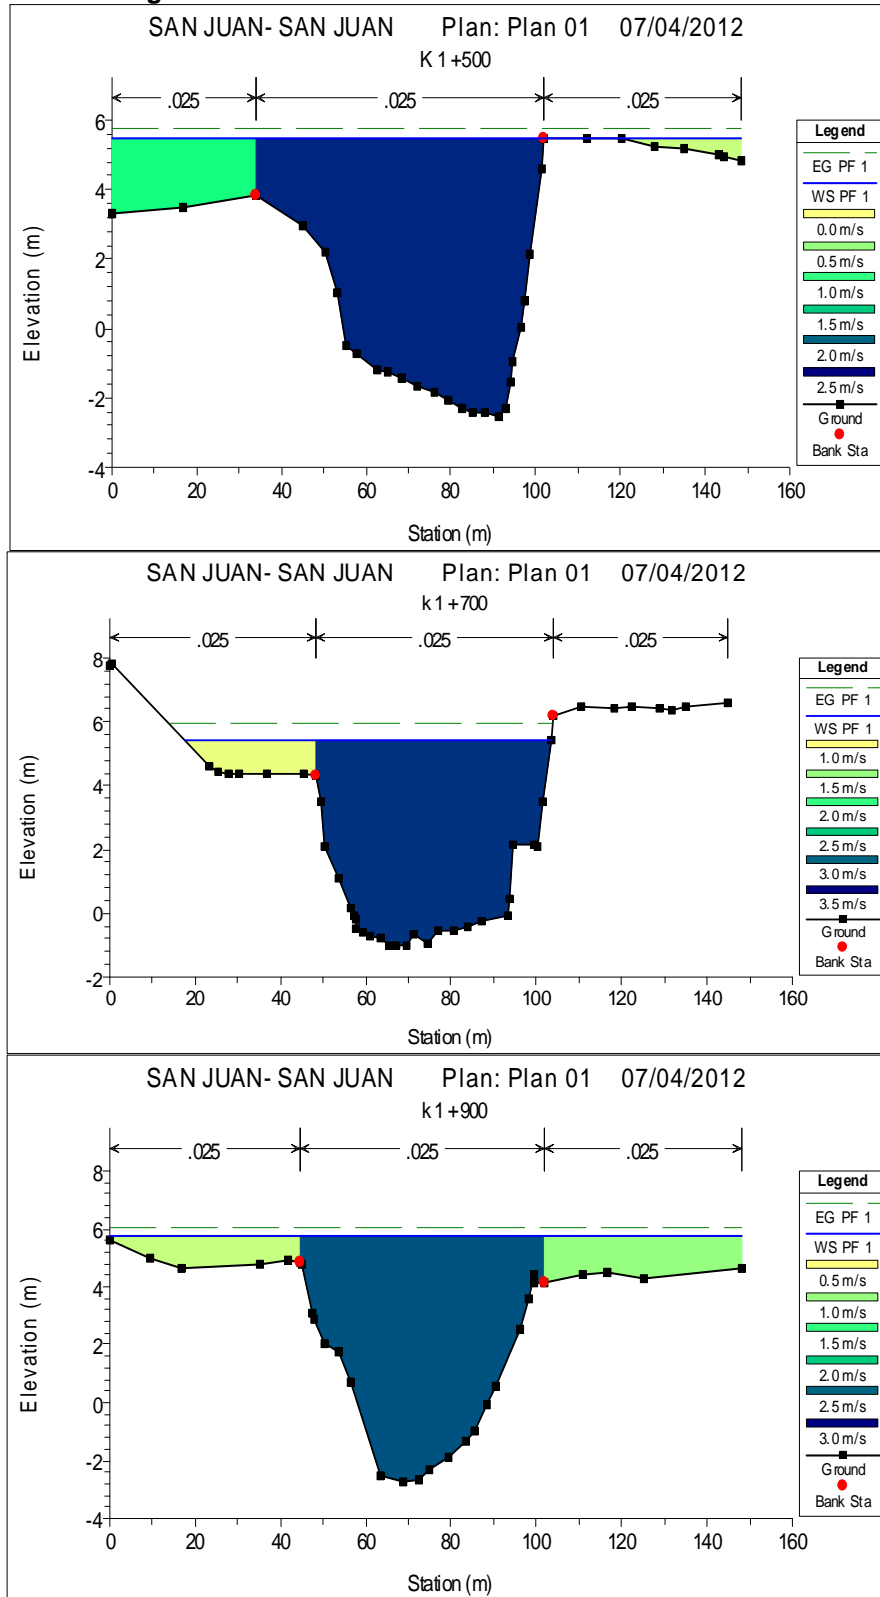 SAN JUAN- SAN JUAN Plan: Plan 01 07/04/2012
K 1+500
.025 .025 .025
Elevation (m)
6
4
2
0
-2
-4
0 20 40 60 80 100 120 140 160
Station (m)
Legend
EG PF 1
WS PF 1
0.0 m/s
0.5 m/s
1.0 m/s
1.5 m/s
2.0 m/s
2.5 m/s
Ground
Bank Sta
SAN JUAN- SAN JUAN Plan: Plan 01 07/04/2012
k 1+700
.025 .025 .025
Elevation (m)
8
6
4
2
0
-2
0 20 40 60 80 100 120 140 160
Station (m)
Legend
EG PF 1
WS PF 1
1.0 m/s
1.5 m/s
2.0 m/s
2.5 m/s
3.0 m/s
3.5 m/s
Ground
Bank Sta
SAN JUAN- SAN JUAN Plan: Plan 01 07/04/2012
k 1+900
.025 .025 .025
Elevation (m)
8
6
4
2
0
-2
-4
0 20 40 60 80 100 120 140 160
Station (m)
Legend
EG PF 1
WS PF 1
0.5 m/s
1.0 m/s
1.5 m/s
2.0 m/s
2.5 m/s
3.0 m/s
Ground
Bank Sta